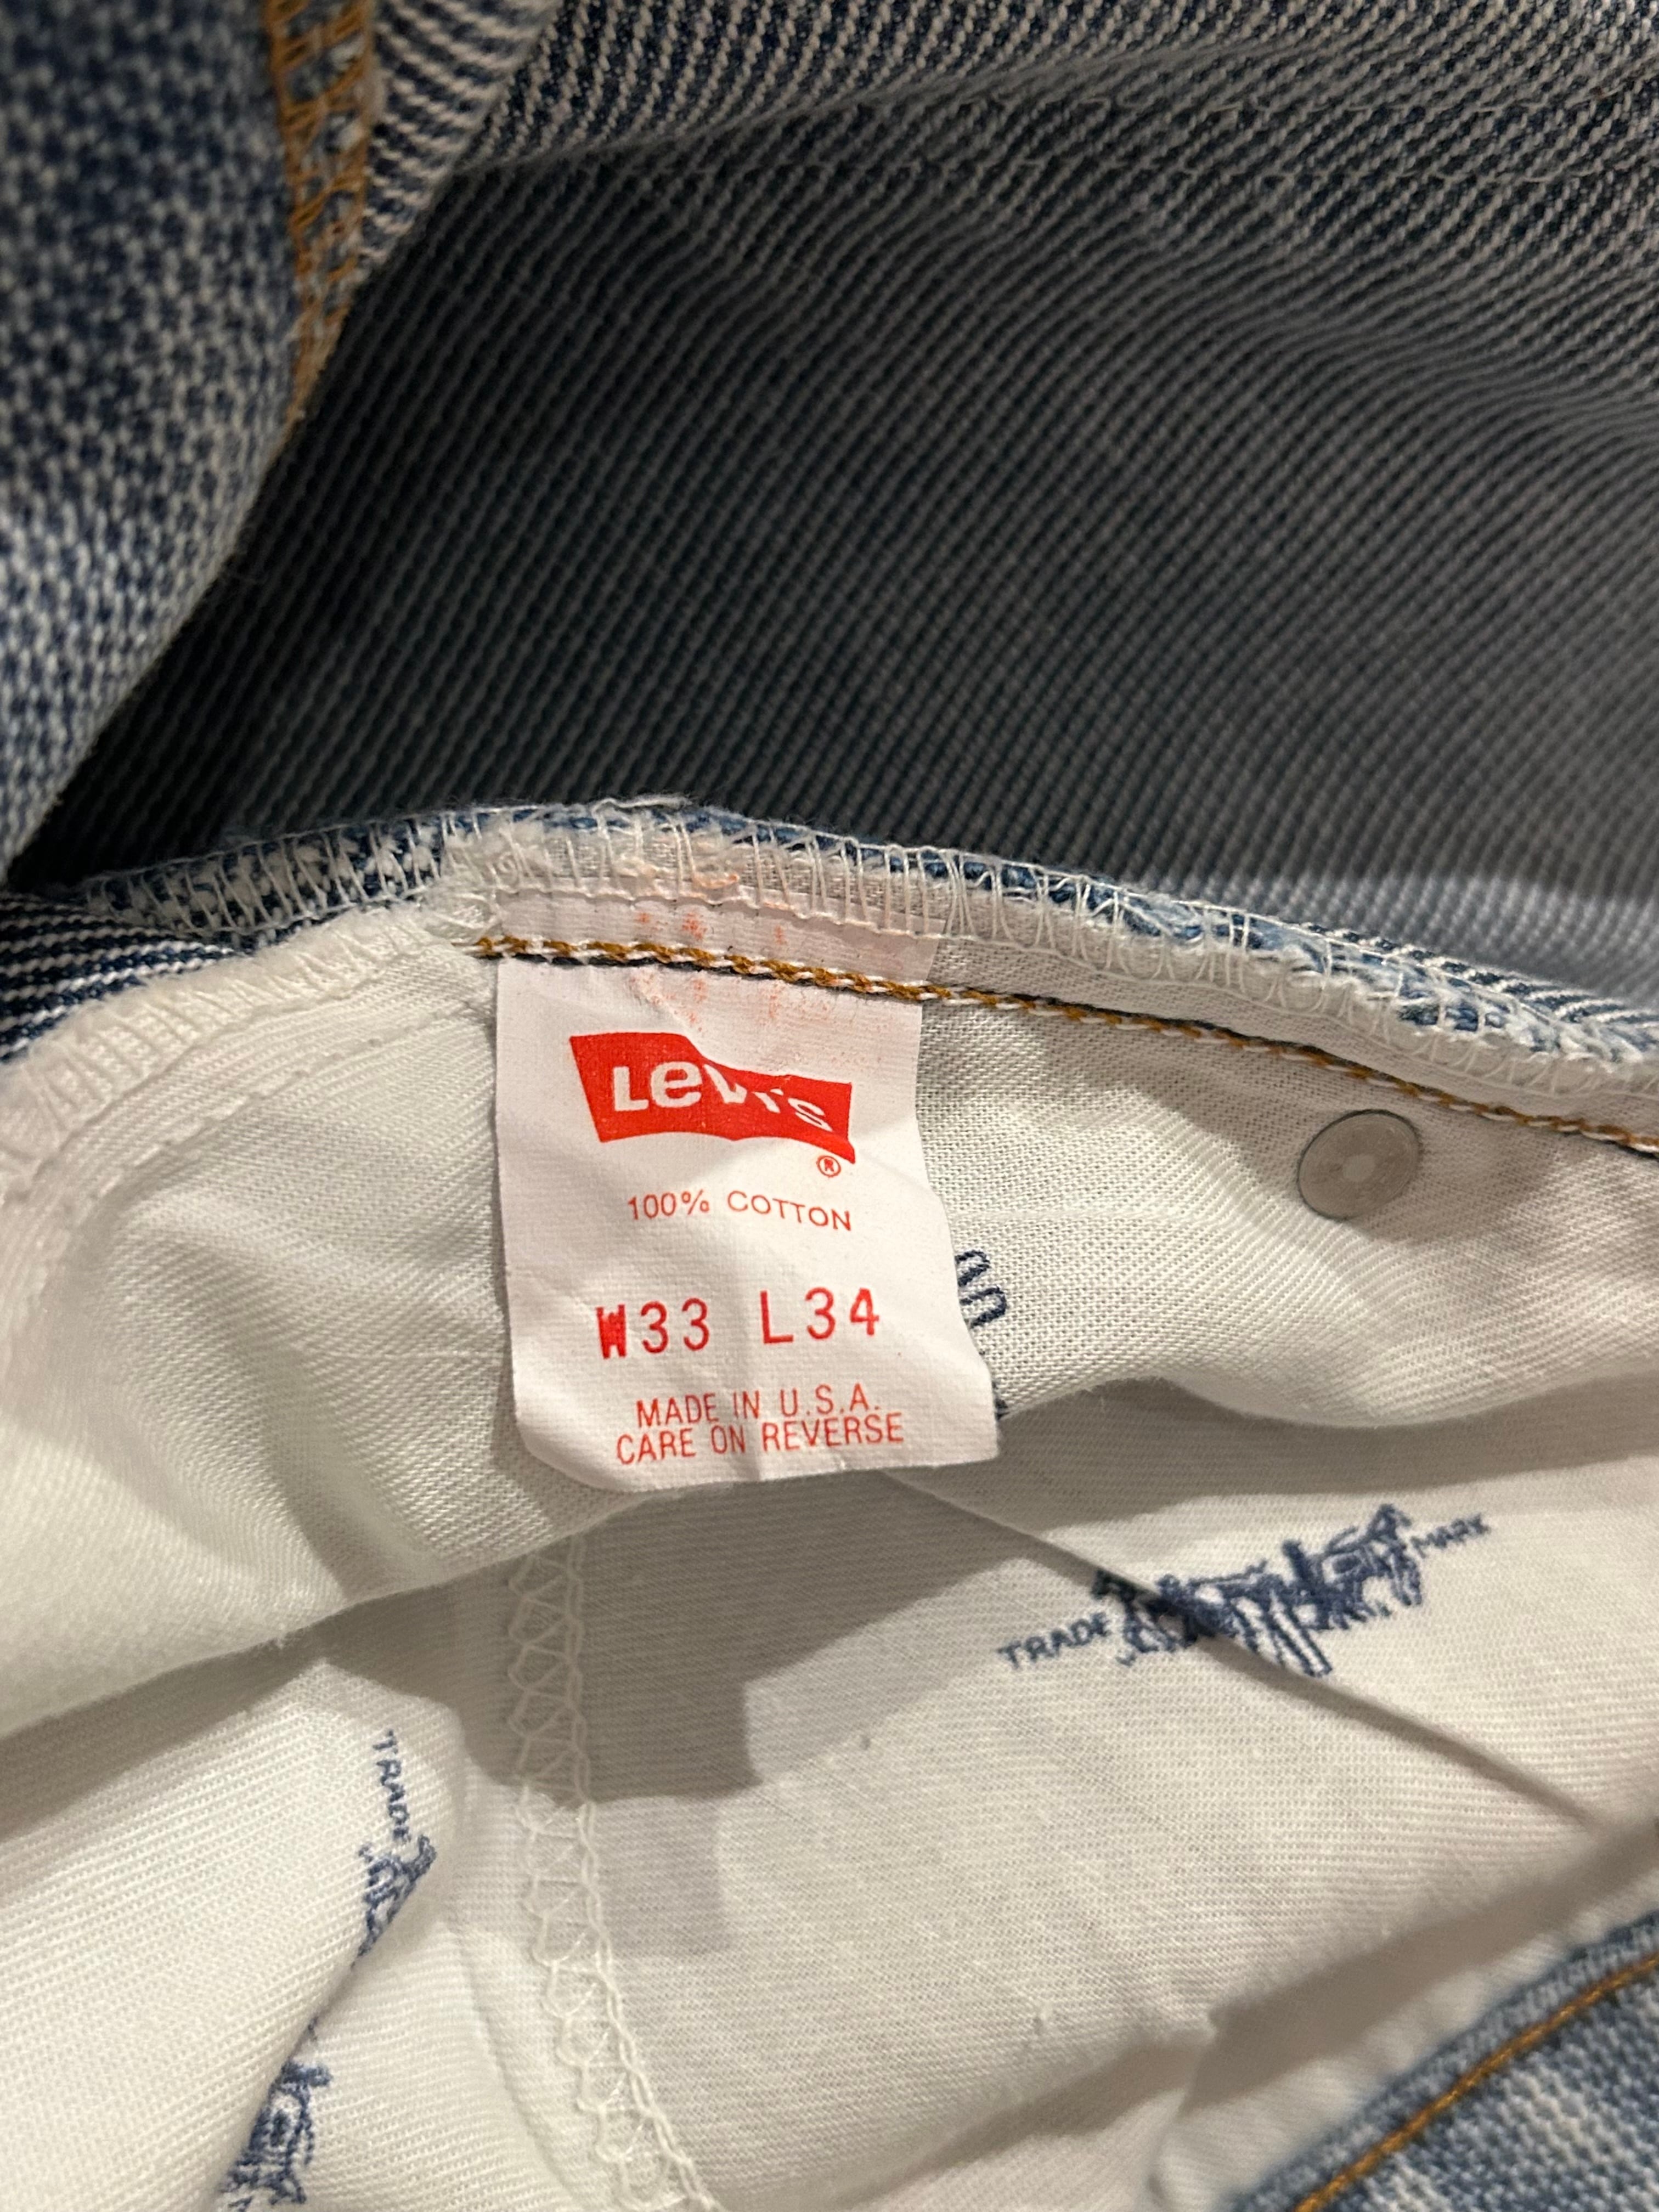 Levi's
®
100% COTTON
W33 L34
MADE IN U.S.A.
CARE ON REVERSE
TRADE MARK
TRADE